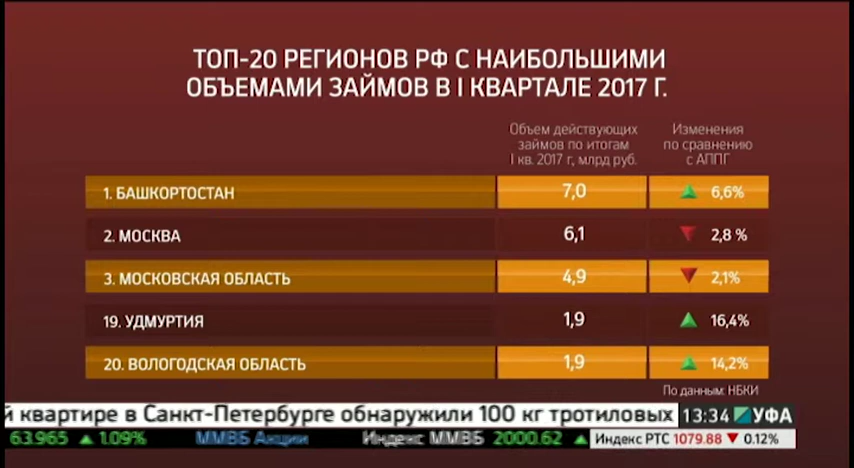 ТОП-20 РЕГИОНОВ РФ С НАИБОЛЬШИМИ
ОБЪЕМАМИ ЗАЙМОВ В I КВАРТАЛЕ 2017 Г.
Объем действующих
займов по итогам
I кв. 2017 г, млрд руб.
Изменения
по сравнению
с АППГ
1. БАШКОРТОСТАН 7,0 6,6%
2. МОСКВА 6,1 2,8 %
3. МОСКОВСКАЯ ОБЛАСТЬ 4,9 2,1%
19. УДМУРТИЯ 1,9 16,4%
20. ВОЛОГОДСКАЯ ОБЛАСТЬ 1,9 14,2%
По данным: НБКИ
й квартире в Санкт-Петербурге обнаружили 100 кг тротиловых 13:34 УФА
63.965 1.09% ММВБ Акции Индекс ММВБ 2000.62 Индекс РТС 1079.88 0.12%